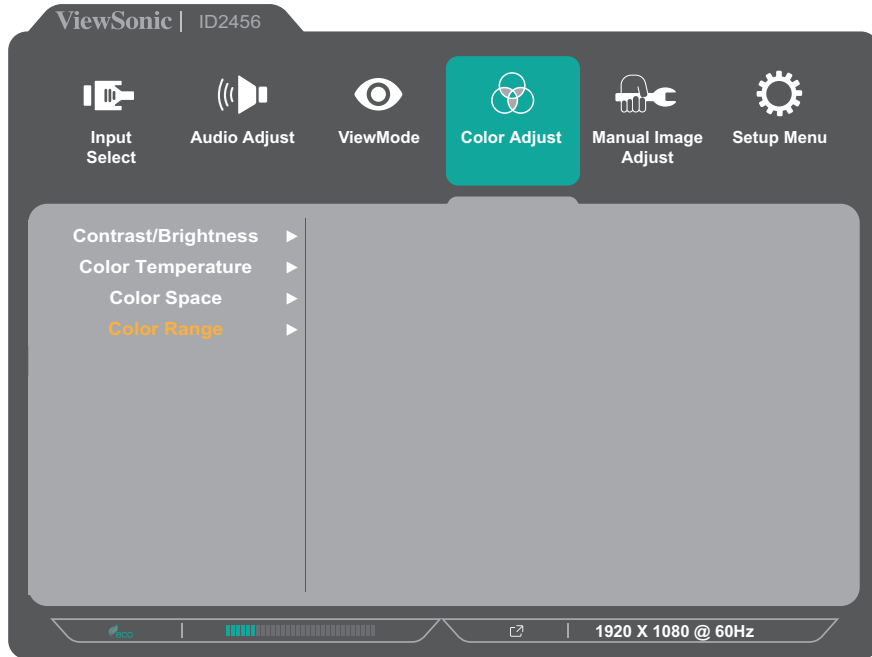 ViewSonic | ID2456
Input
Select
Audio Adjust
ViewMode
Color Adjust
Manual Image
Adjust
Setup Menu
Contrast/Brightness
Color Temperature
Color Space
Color Range
eco
1920 X 1080 @ 60Hz